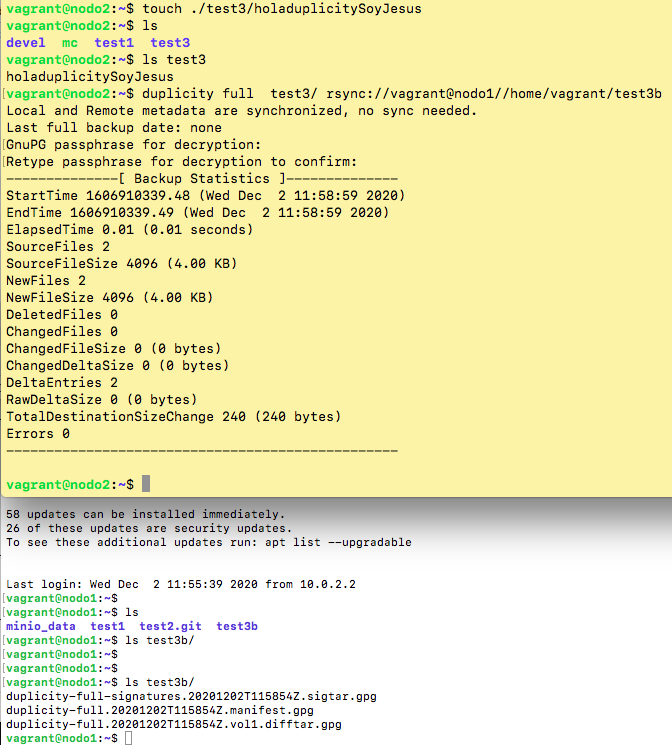 vagrant@nodo2:~$ touch ./test3/holaduplicitySoyJesus
vagrant@nodo2:~$ ls
devel  mc  test1  test3
vagrant@nodo2:~$ ls test3
holaduplicitySoyJesus
vagrant@nodo2:~$ duplicity full  test3/ rsync://vagrant@nodo1//home/vagrant/test3b
Local and Remote metadata are synchronized, no sync needed.
Last full backup date: none
[GnuPG passphrase for decryption:
[Retype passphrase for decryption to confirm:
--------------[ Backup Statistics ]--------------
StartTime 1606910339.48 (Wed Dec  2 11:58:59 2020)
EndTime 1606910339.49 (Wed Dec  2 11:58:59 2020)
ElapsedTime 0.01 (0.01 seconds)
SourceFiles 2
SourceFileSize 4096 (4.00 KB)
NewFiles 2
NewFileSize 4096 (4.00 KB)
DeletedFiles 0
ChangedFiles 0
ChangedFileSize 0 (0 bytes)
ChangedDeltaSize 0 (0 bytes)
DeltaEntries 2
RawDeltaSize 0 (0 bytes)
TotalDestinationSizeChange 240 (240 bytes)
Errors 0
-------------------------------------------------
vagrant@nodo2:~$
58 updates can be installed immediately.
26 of these updates are security updates.
To see these additional updates run: apt list --upgradable
Last login: Wed Dec  2 11:55:39 2020 from 10.0.2.2
[vagrant@nodo1:~$
[vagrant@nodo1:~$ ls
minio_data  test1  test2.git  test3b
[vagrant@nodo1:~$ ls test3b/
[vagrant@nodo1:~$
[vagrant@nodo1:~$
[vagrant@nodo1:~$ ls test3b/
duplicity-full-signatures.20201202T115854Z.sigtar.gpg
duplicity-full.20201202T115854Z.manifest.gpg
duplicity-full.20201202T115854Z.vol1.difftar.gpg
vagrant@nodo1:~$